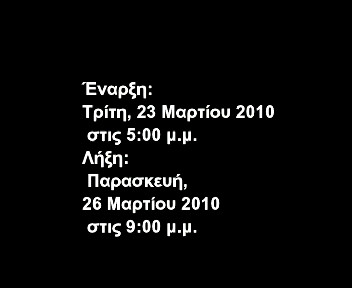 Έναρξη:
Τρίτη, 23 Μαρτίου 2010
στις 5:00 μ.μ.
Λήξη:
Παρασκευή,
26 Μαρτίου 2010
στις 9:00 μ.μ.